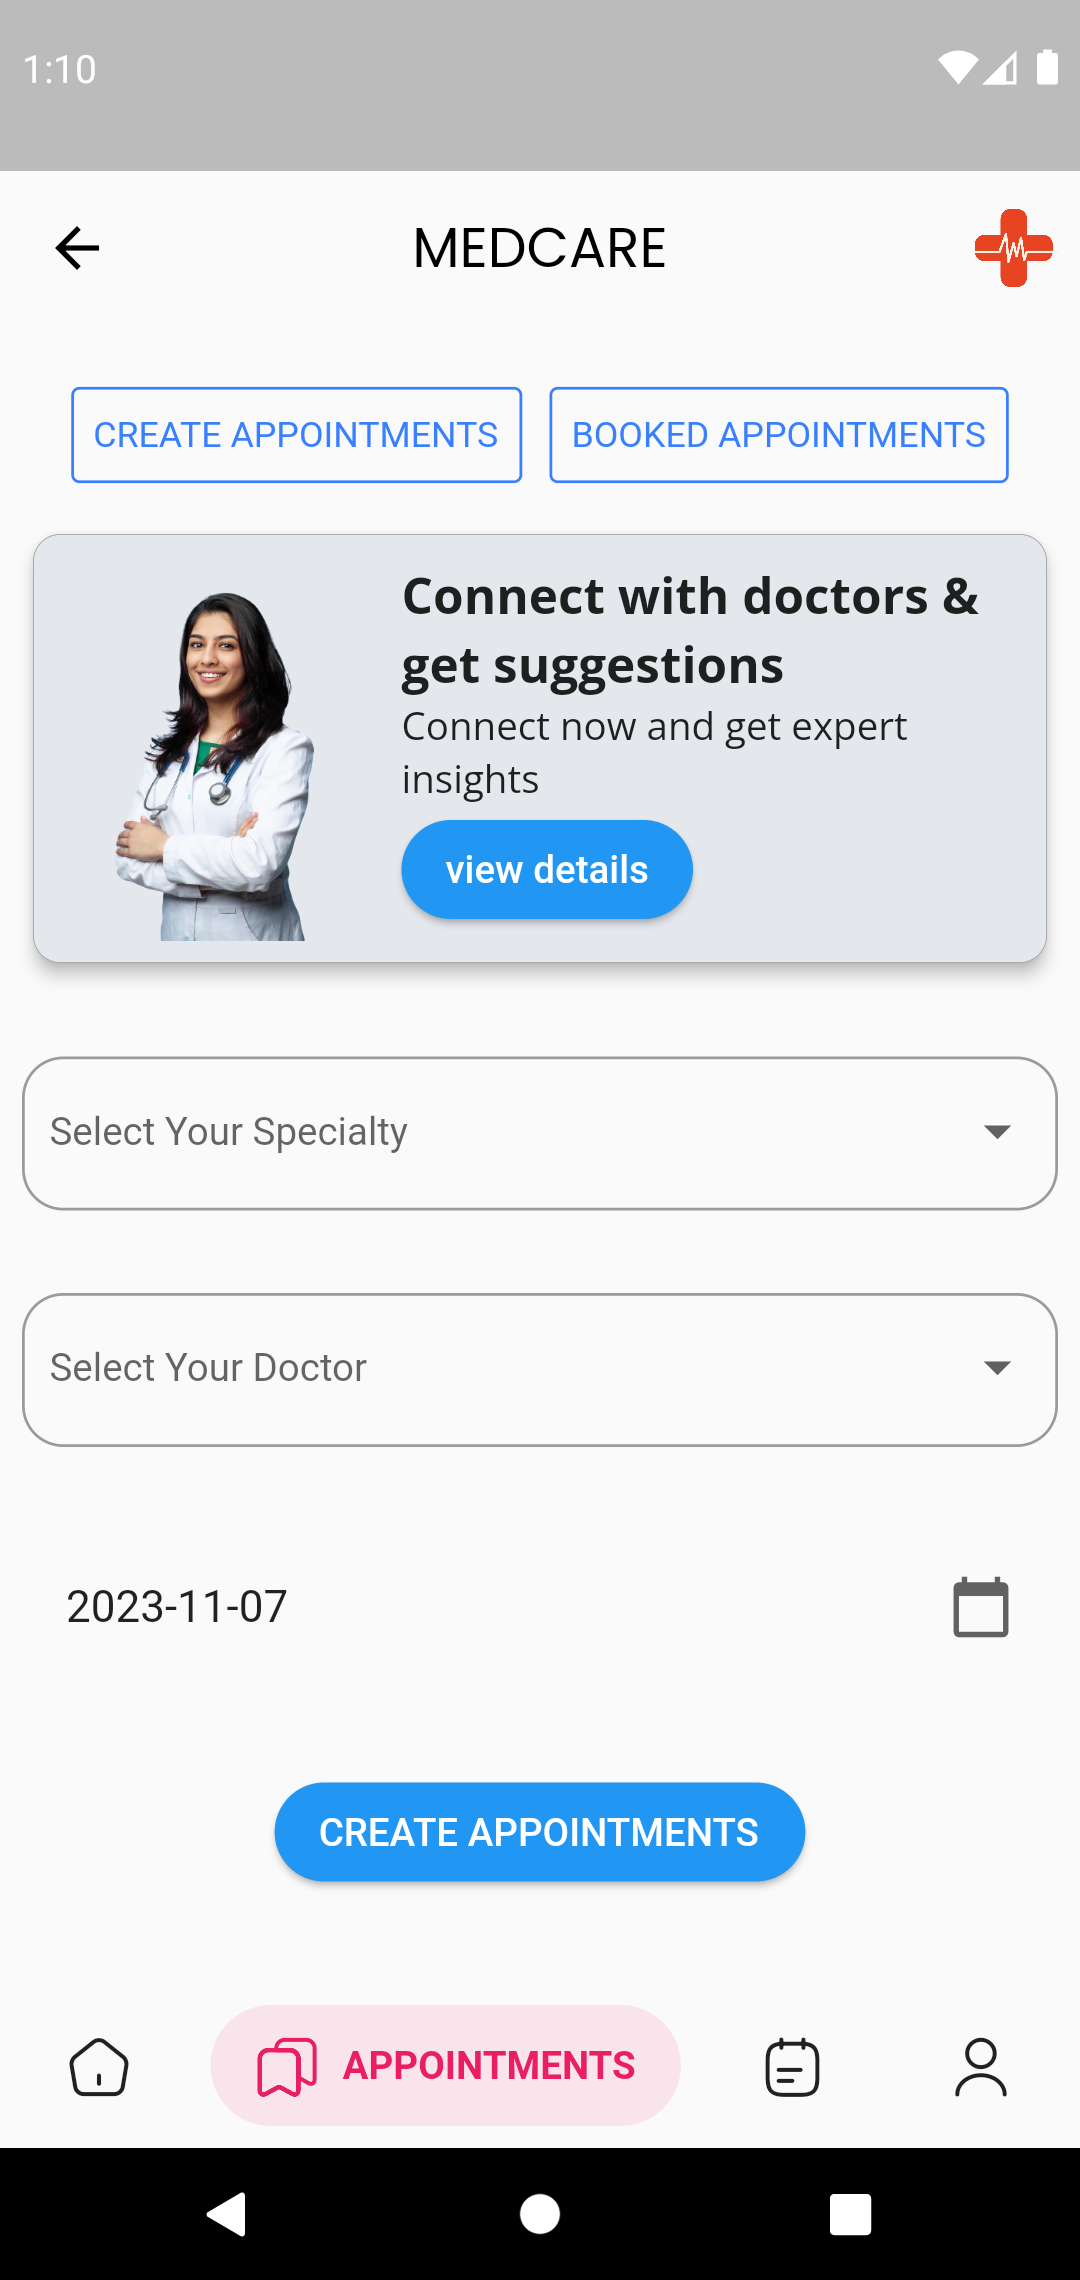 1:10
MEDCARE
CREATE APPOINTMENTS
BOOKED APPOINTMENTS
Connect with doctors &
get suggestions
Connect now and get expert
insights
view details
Select Your Specialty
Select Your Doctor
2023-11-07
CREATE APPOINTMENTS
APPOINTMENTS